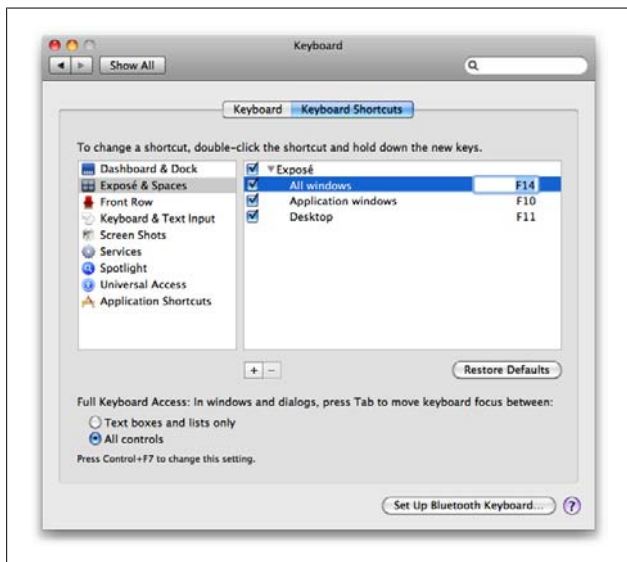 Keyboard
Show All
Keyboard Keyboard Shortcuts
To change a shortcut, double-click the shortcut and hold down the new keys.
Dashboard & Dock
Exposé & Spaces
Front Row
Keyboard & Text Input
Screen Shots
Services
Spotlight
Universal Access
Application Shortcuts
Exposé
All windows F14
Application windows F10
Desktop F11
+ −
Restore Defaults
Full Keyboard Access: In windows and dialogs, press Tab to move keyboard focus between:
Text boxes and lists only
All controls
Press Control+F7 to change this setting.
Set Up Bluetooth Keyboard... ?